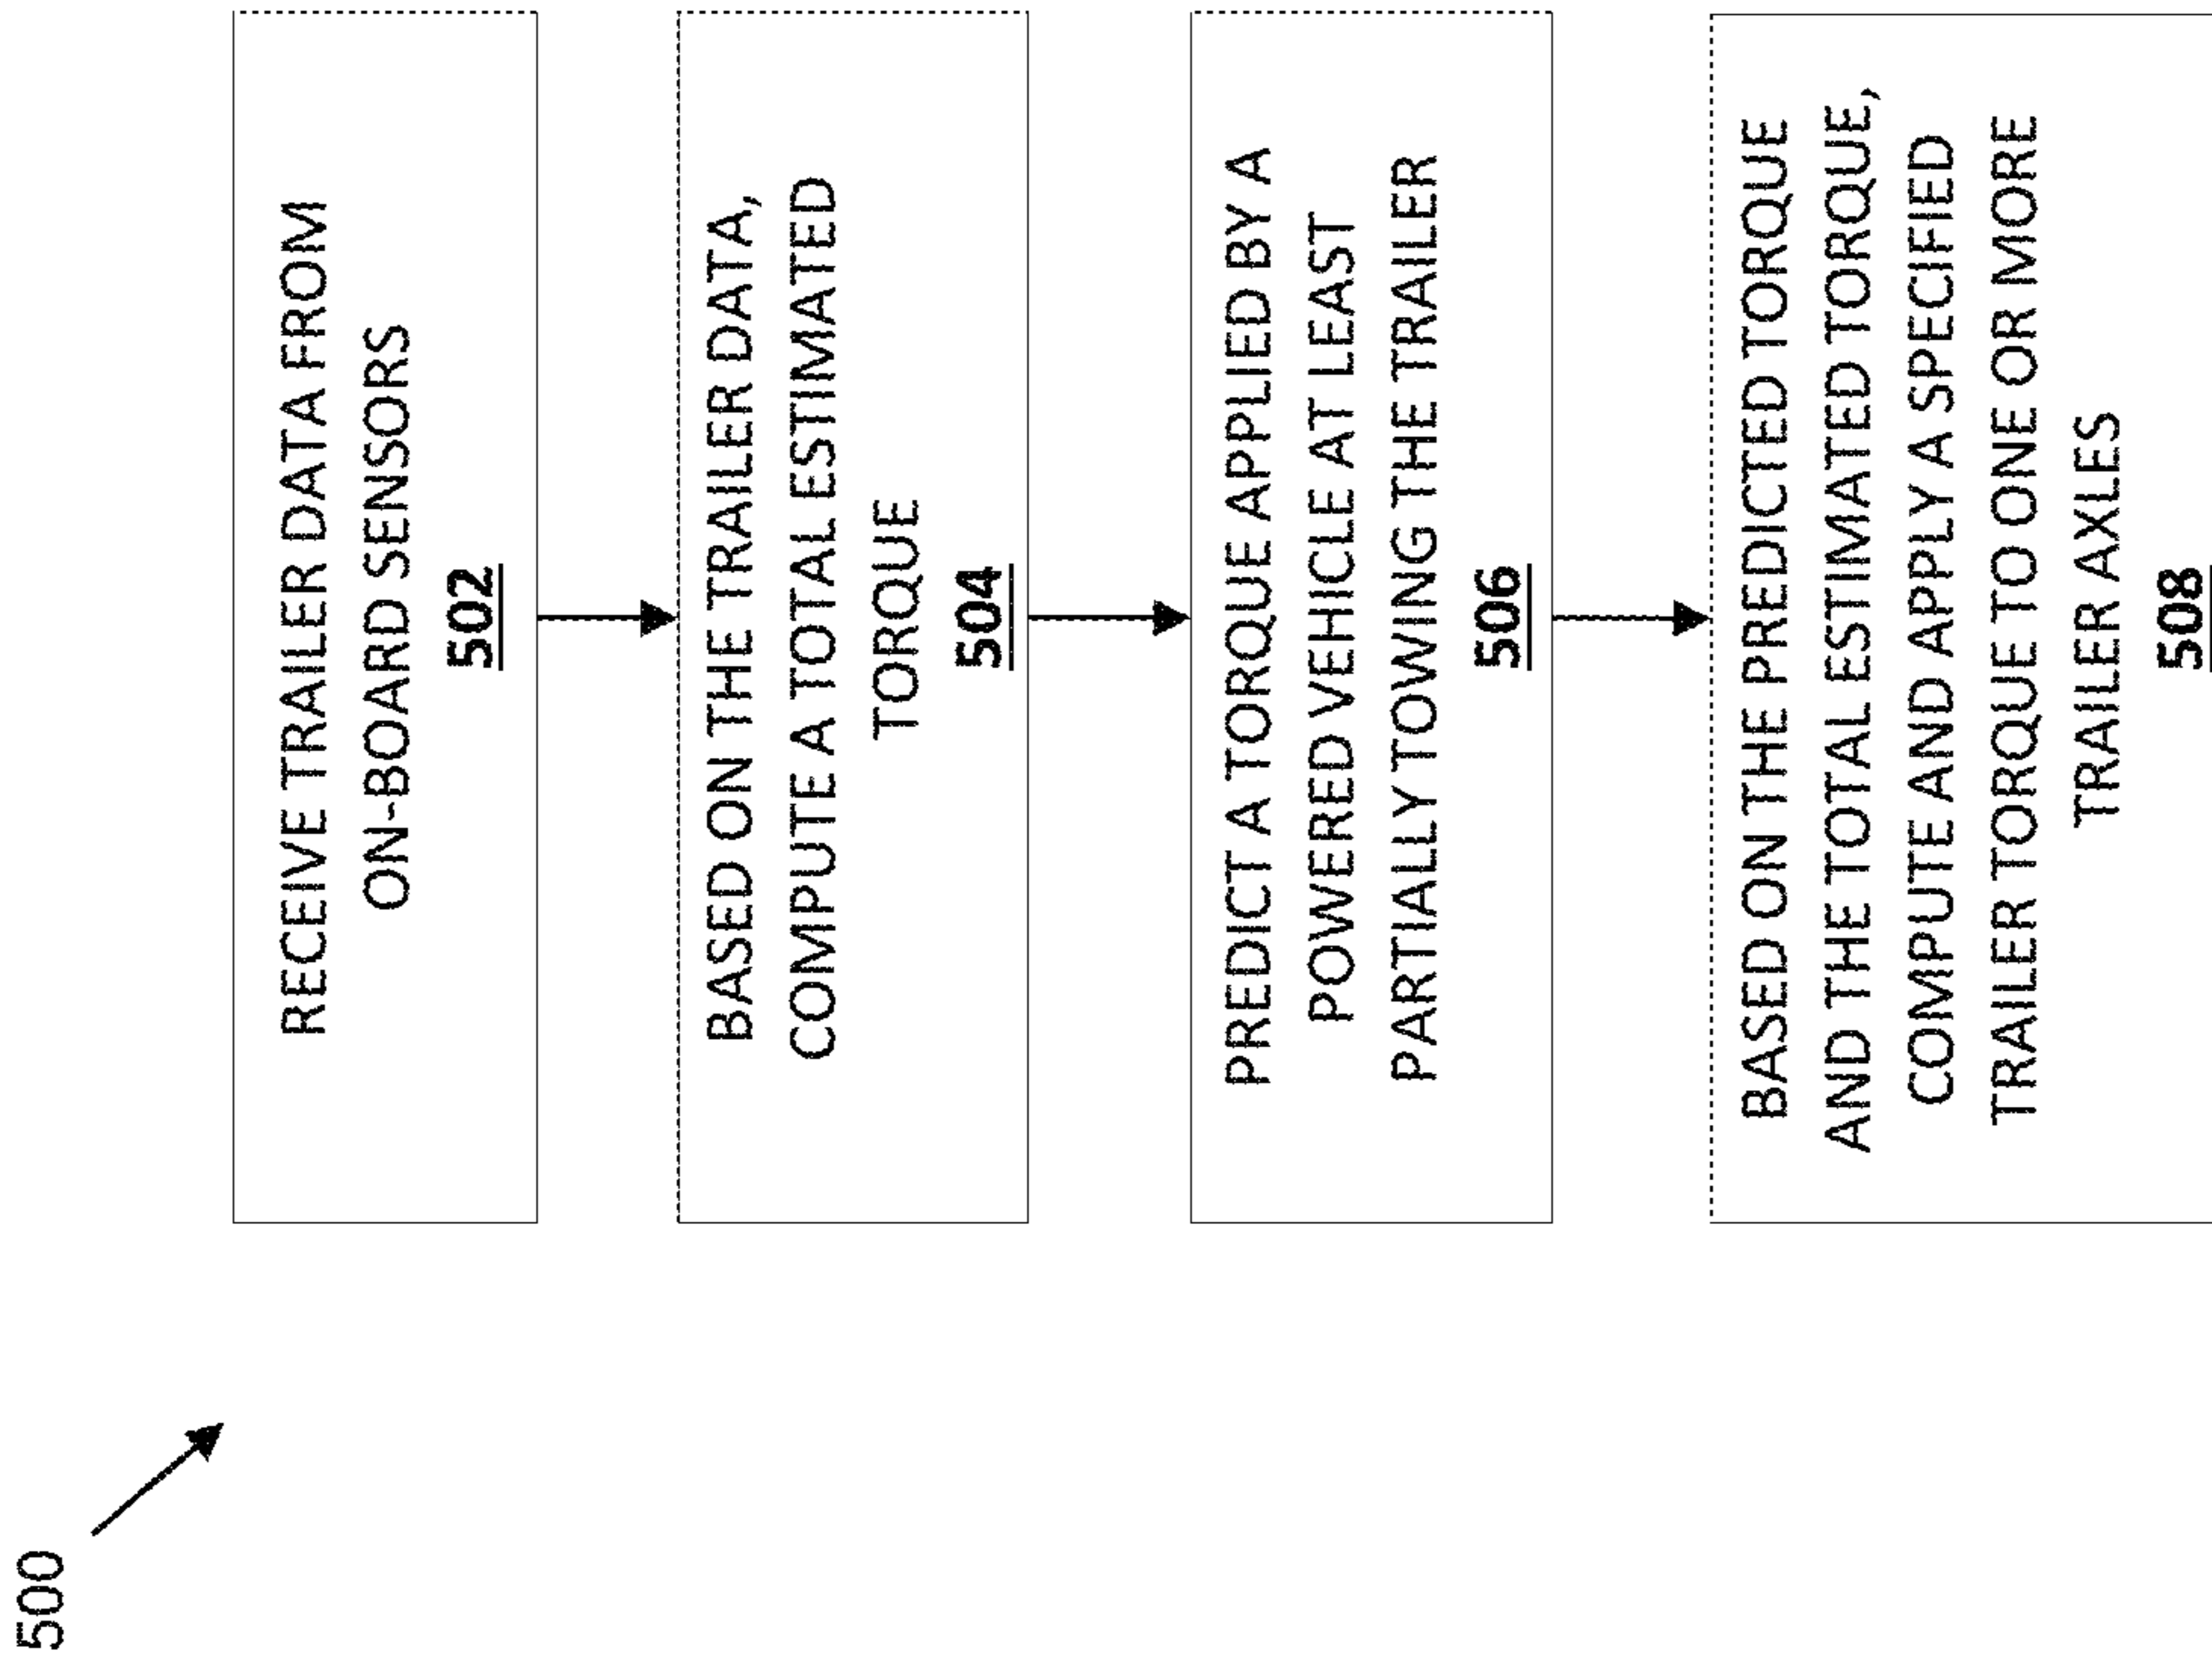 500
RECEIVE TRAILER DATA FROM
ON-BOARD SENSORS
502
BASED ON THE TRAILER DATA,
COMPUTE A TOTAL ESTIMATED
TORQUE
504
PREDICT A TORQUE APPLIED BY A
POWERED VEHICLE AT LEAST
PARTIALLY TOWING THE TRAILER
506
BASED ON THE PREDICTED TORQUE
AND THE TOTAL ESTIMATED TORQUE,
COMPUTE AND APPLY A SPECIFIED
TRAILER TORQUE TO ONE OR MORE
TRAILER AXLES
508